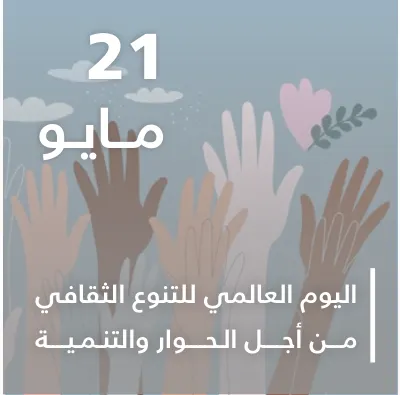 21
مايو
اليوم العالمي للتنوع الثقافي
من أجل الحوار والتنمية